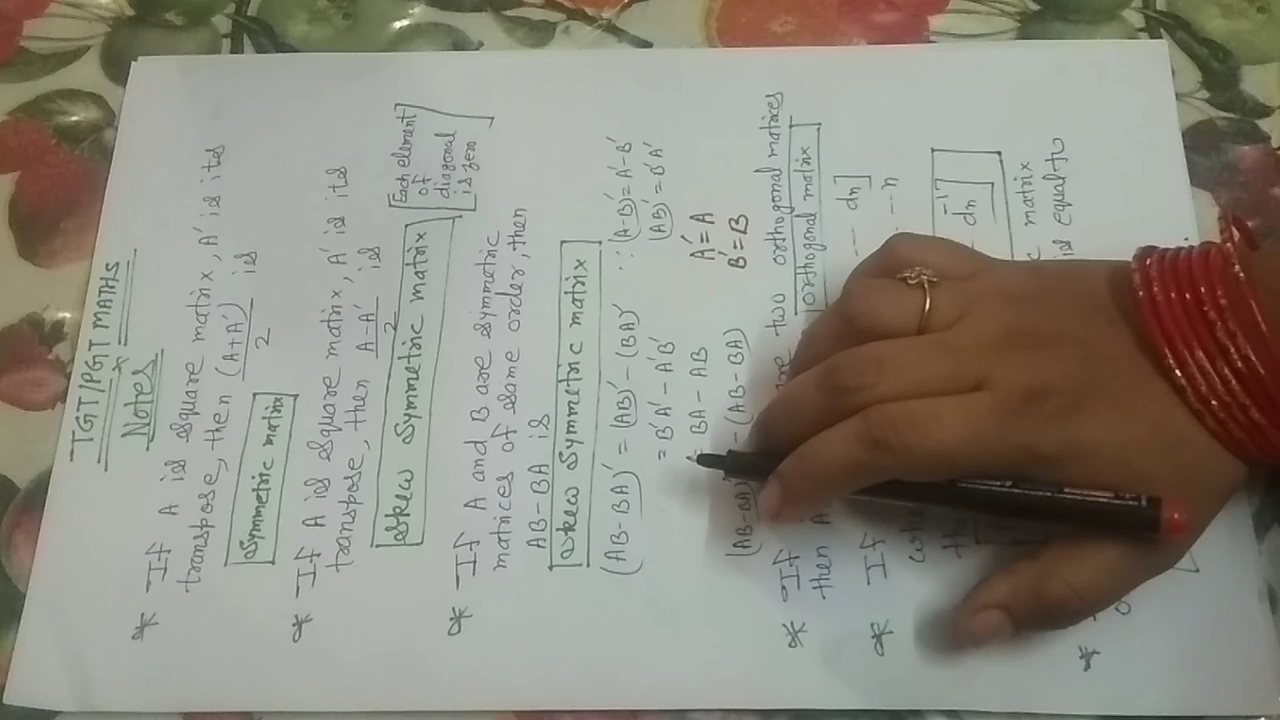 TGT/PGT MATHS
Notes
* If A is square matrix, A' is its
transpose, then (A+A')/2 is
Symmetric matrix
* If A is square matrix, A' is its
transpose, then A-A'/2 is
skew symmetric matrix [Each element of diagonal is zero]
* If A and B are symmetric
matrices of same order, then
AB-BA is
skew symmetric matrix
(AB-BA)' = (AB)' - (BA)' ∵ (A-B)' = A'-B'
= B'A' - A'B' (AB)' = B'A'
= BA - AB A' = A
B' = B
(AB-BA)' - (AB-BA)
* If two orthogonal matrices
then orthogonal matrix
* If --- dn]
--- n
dn⁻¹]
* matrix
is equal to